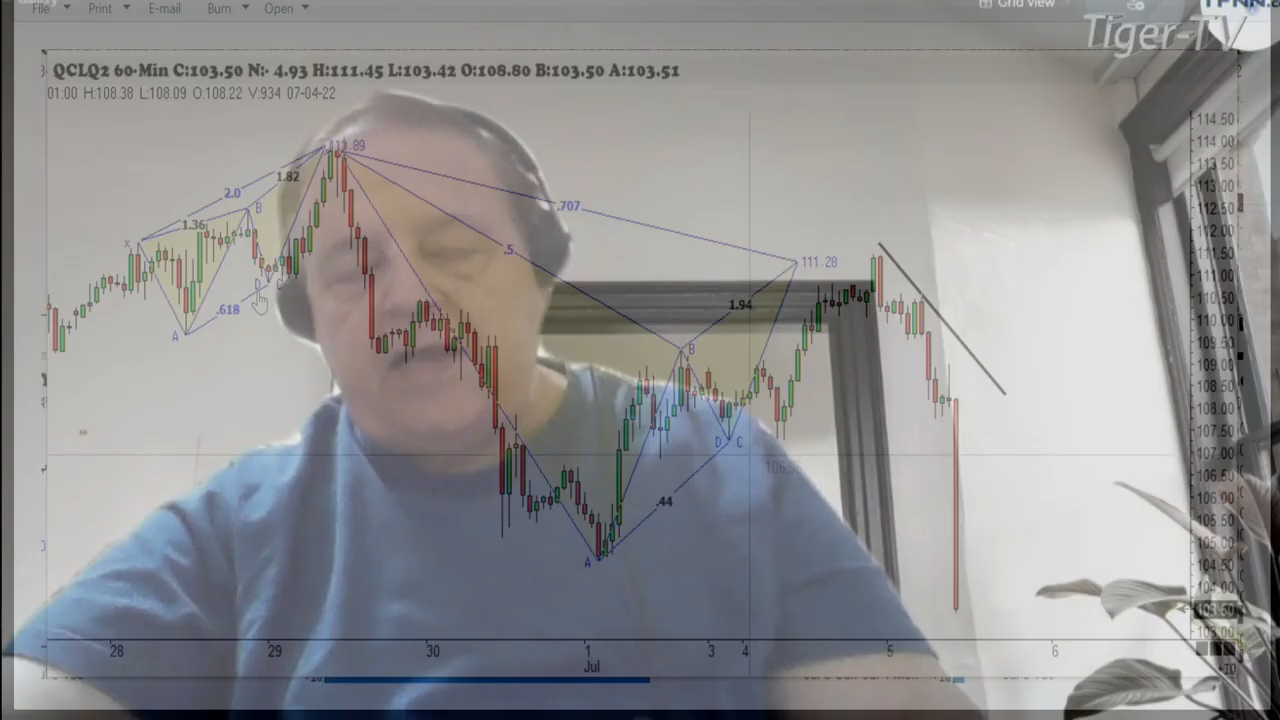 File Print E-mail Burn Open Grid view
TFNN.c
Tiger-TV
QCLQ2 60-Min C:103.50 N:- 4.93 H:111.45 L:103.42 O:108.80 B:103.50 A:103.51
01:00 H:108.38 L:108.09 O:108.22 V:934 07-04-22
114.50
111.89
114.00
113.50
1.82
113.00
2.0
112.50
.707
B
1.36
112.00
X
.5
111.50
111.28
111.00
D C
110.50
1.94
.618
110.00
A
109.50
B
109.00
108.50
108.00
107.50
D C
107.00
106.50
.44
106.00
105.50
105.00
A
104.50
104.00
103.50
103.00
28 29 30 1 3 4 5 6
Jul